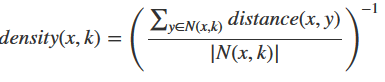 density(x, k) = ( ∑y∈N(x,k) distance(x, y) / |N(x, k)| )−1